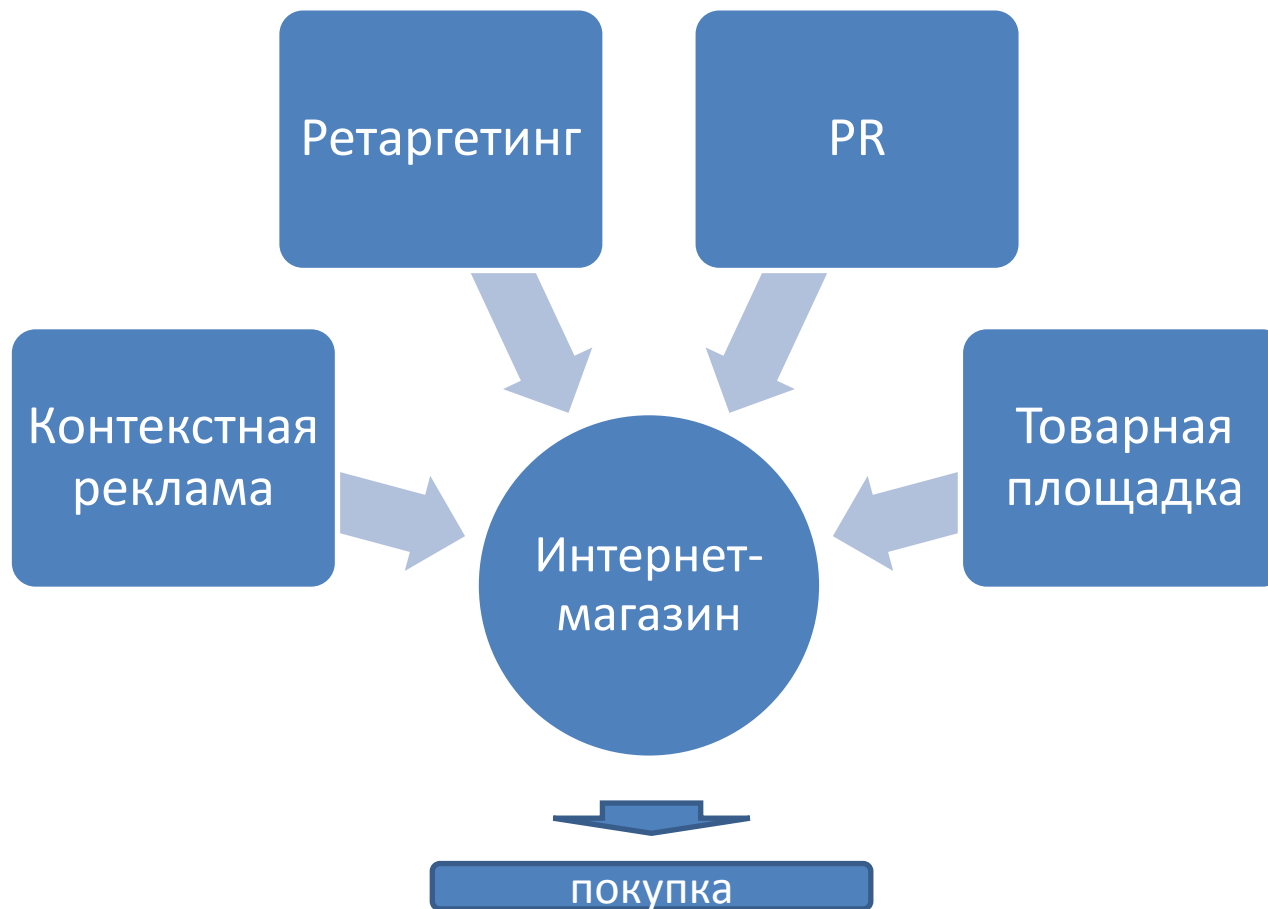 Ретаргетинг
PR
Контекстная
реклама
Товарная
площадка
Интернет-
магазин
покупка